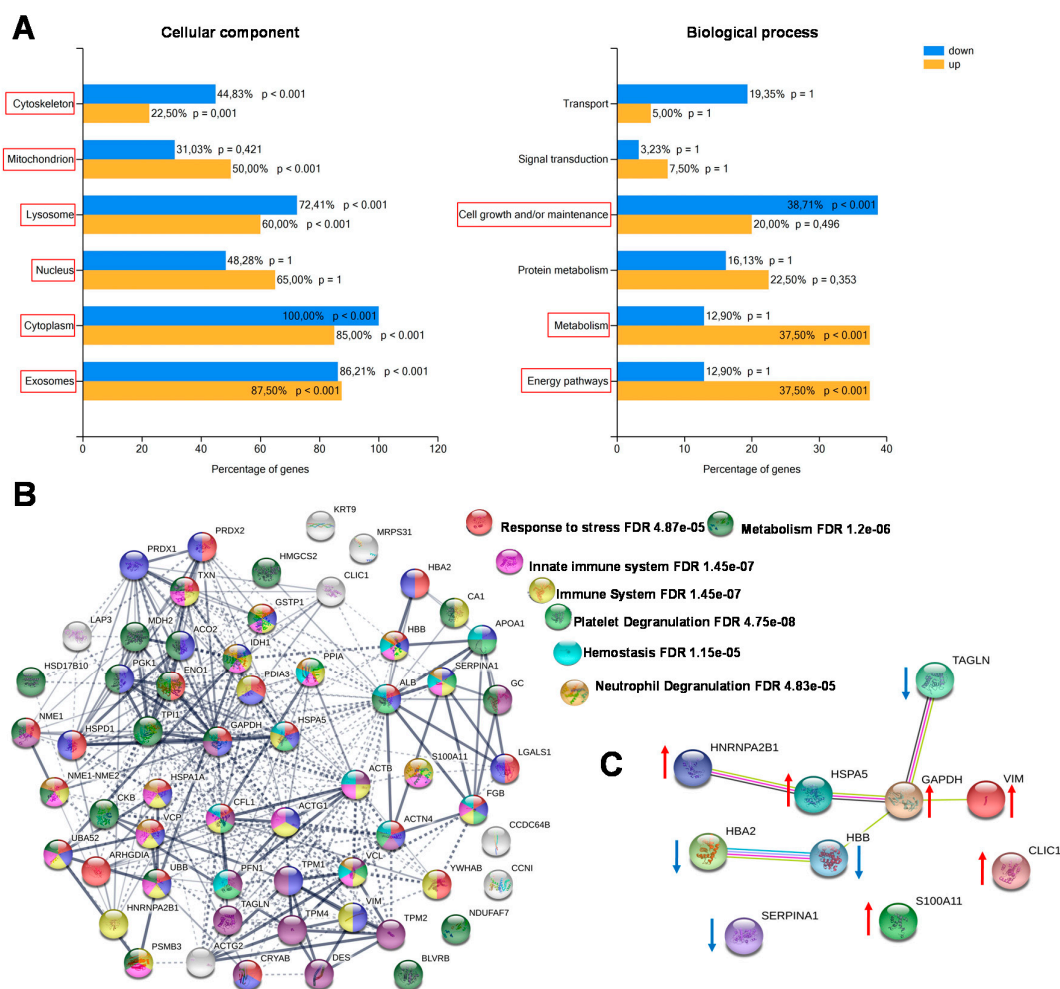 A
Cellular component
Cytoskeleton
44,83% p < 0.001
22,50% p = 0,001
Mitochondrion
31,03% p = 0,421
50,00% p < 0.001
Lysosome
72,41% p < 0.001
60,00% p < 0.001
Nucleus
48,28% p = 1
65,00% p = 1
Cytoplasm
100,00% p < 0.001
85,00% p < 0.001
Exosomes
86,21% p < 0.001
87,50% p < 0.001
0 20 40 60 80 100 120
Percentage of genes
Biological process
down
up
Transport
19,35% p = 1
5,00% p = 1
Signal transduction
3,23% p = 1
7,50% p = 1
Cell growth and/or maintenance
38,71% p < 0.001
20,00% p = 0,496
Protein metabolism
16,13% p = 1
22,50% p = 0,353
Metabolism
12,90% p = 1
37,50% p < 0.001
Energy pathways
12,90% p = 1
37,50% p < 0.001
0 10 20 30 40
Percentage of genes
B
KRT9
PRDX2
MRPS31
PRDX1
HMGCS2
TXN
CLIC1
HBA2
GSTP1
CA1
LAP3
MDH2
ACO2
IDH1
HBB
APOA1
HSD17B10
PGK1
ENO1
PDIA3
PPIA
SERPINA1
ALB
GC
NME1
HSPD1
TPI1
GAPDH
HSPA5
LGALS1
S100A11
NME1-NME2
HSPA1A
ACTB
FGB
CKB
CFL1
ACTG1
ACTN4
CCDC64B
UBA52
VCP
ARHGDIA
UBB
PFN1
TPM1
VCL
YWHAB
CCNI
HNRNPA2B1
TAGLN
VIM
NDUFAF7
TPM4
TPM2
PSMB3
ACTG2
CRYAB
DES
BLVRB
Response to stress FDR 4.87e-05
Metabolism FDR 1.2e-06
Innate immune system FDR 1.45e-07
Immune System FDR 1.45e-07
Platelet Degranulation FDR 4.75e-08
Hemostasis FDR 1.15e-05
Neutrophil Degranulation FDR 4.83e-05
C
TAGLN
HNRNPA2B1
HSPA5
GAPDH
VIM
HBA2
HBB
CLIC1
SERPINA1
S100A11